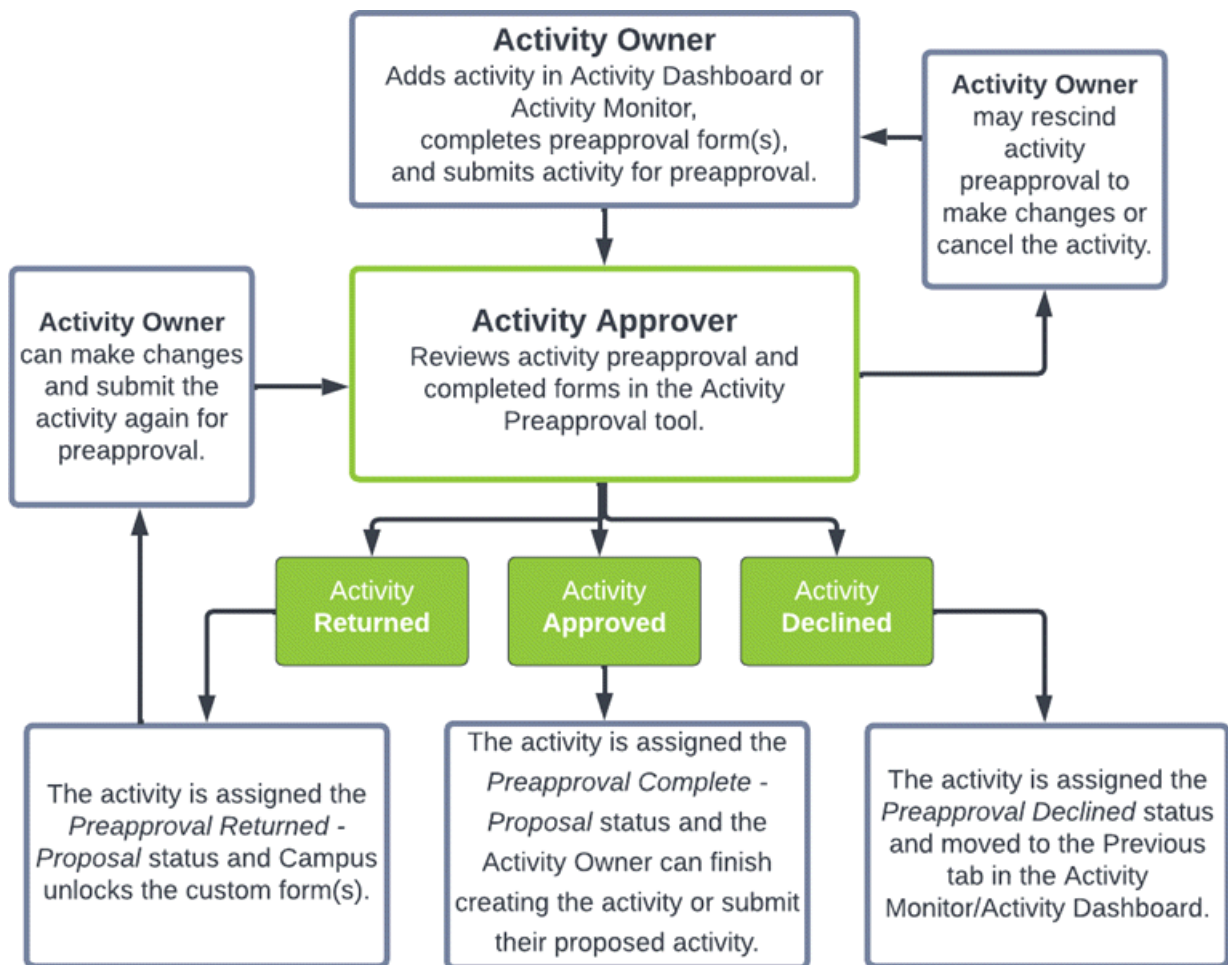 Activity Owner
Adds activity in Activity Dashboard or
Activity Monitor,
completes preapproval form(s),
and submits activity for preapproval.
Activity Owner
may rescind
activity
preapproval to
make changes or
cancel the activity.
Activity Owner
can make changes
and submit the
activity again for
preapproval.
Activity Approver
Reviews activity preapproval and
completed forms in the Activity
Preapproval tool.
Activity
Returned
Activity
Approved
Activity
Declined
The activity is assigned the
Preapproval Returned -
Proposal status and Campus
unlocks the custom form(s).
The activity is assigned the
Preapproval Complete -
Proposal status and the
Activity Owner can finish
creating the activity or submit
their proposed activity.
The activity is assigned the
Preapproval Declined status
and moved to the Previous
tab in the Activity
Monitor/Activity Dashboard.